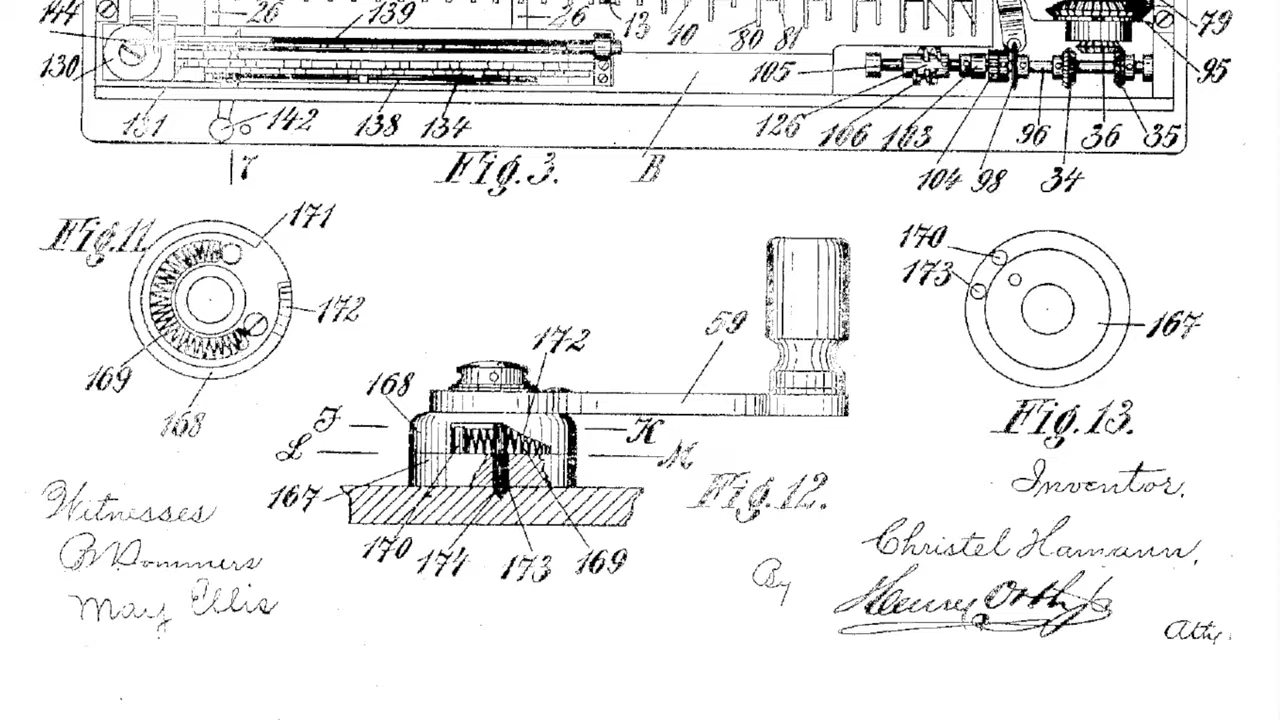 144 26 139 26 13 10 80 81 79
130 105 95
131 142 138 134 126 106 103 96 36 35
7 Fig. 3. B 104 98 34
Fig. 11 171 170
173
172 59 172 167
169 168
168 J K Fig. 13.
L M
167 Fig. 12. Inventor.
Witnesses
170 174 173 169 Christel Hamann,
By Henry Orth Jr
May Ellis
Atty.